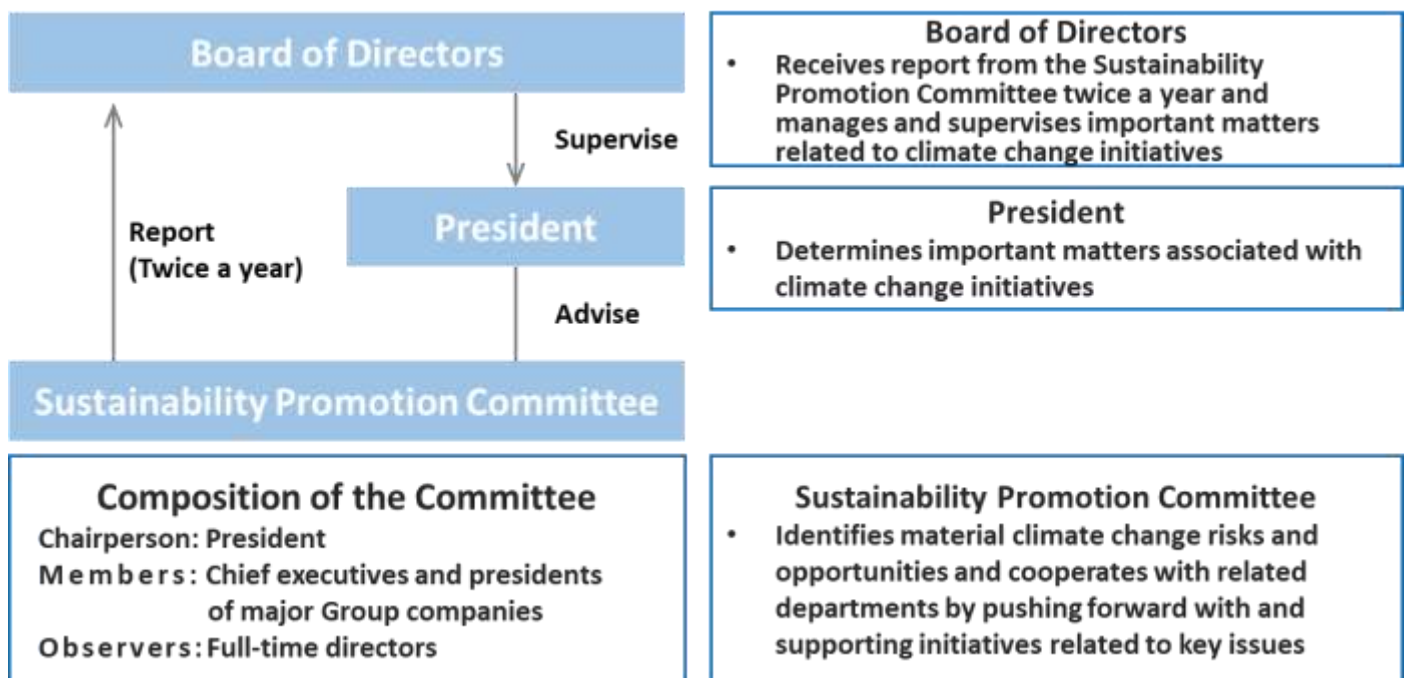 Board of Directors
Supervise
President
Report
(Twice a year)
Advise
Sustainability Promotion Committee
Composition of the Committee
Chairperson: President
Members: Chief executives and presidents
of major Group companies
Observers: Full-time directors
Board of Directors
• Receives report from the Sustainability
Promotion Committee twice a year and
manages and supervises important matters
related to climate change initiatives
President
• Determines important matters associated with
climate change initiatives
Sustainability Promotion Committee
• Identifies material climate change risks and
opportunities and cooperates with related
departments by pushing forward with and
supporting initiatives related to key issues